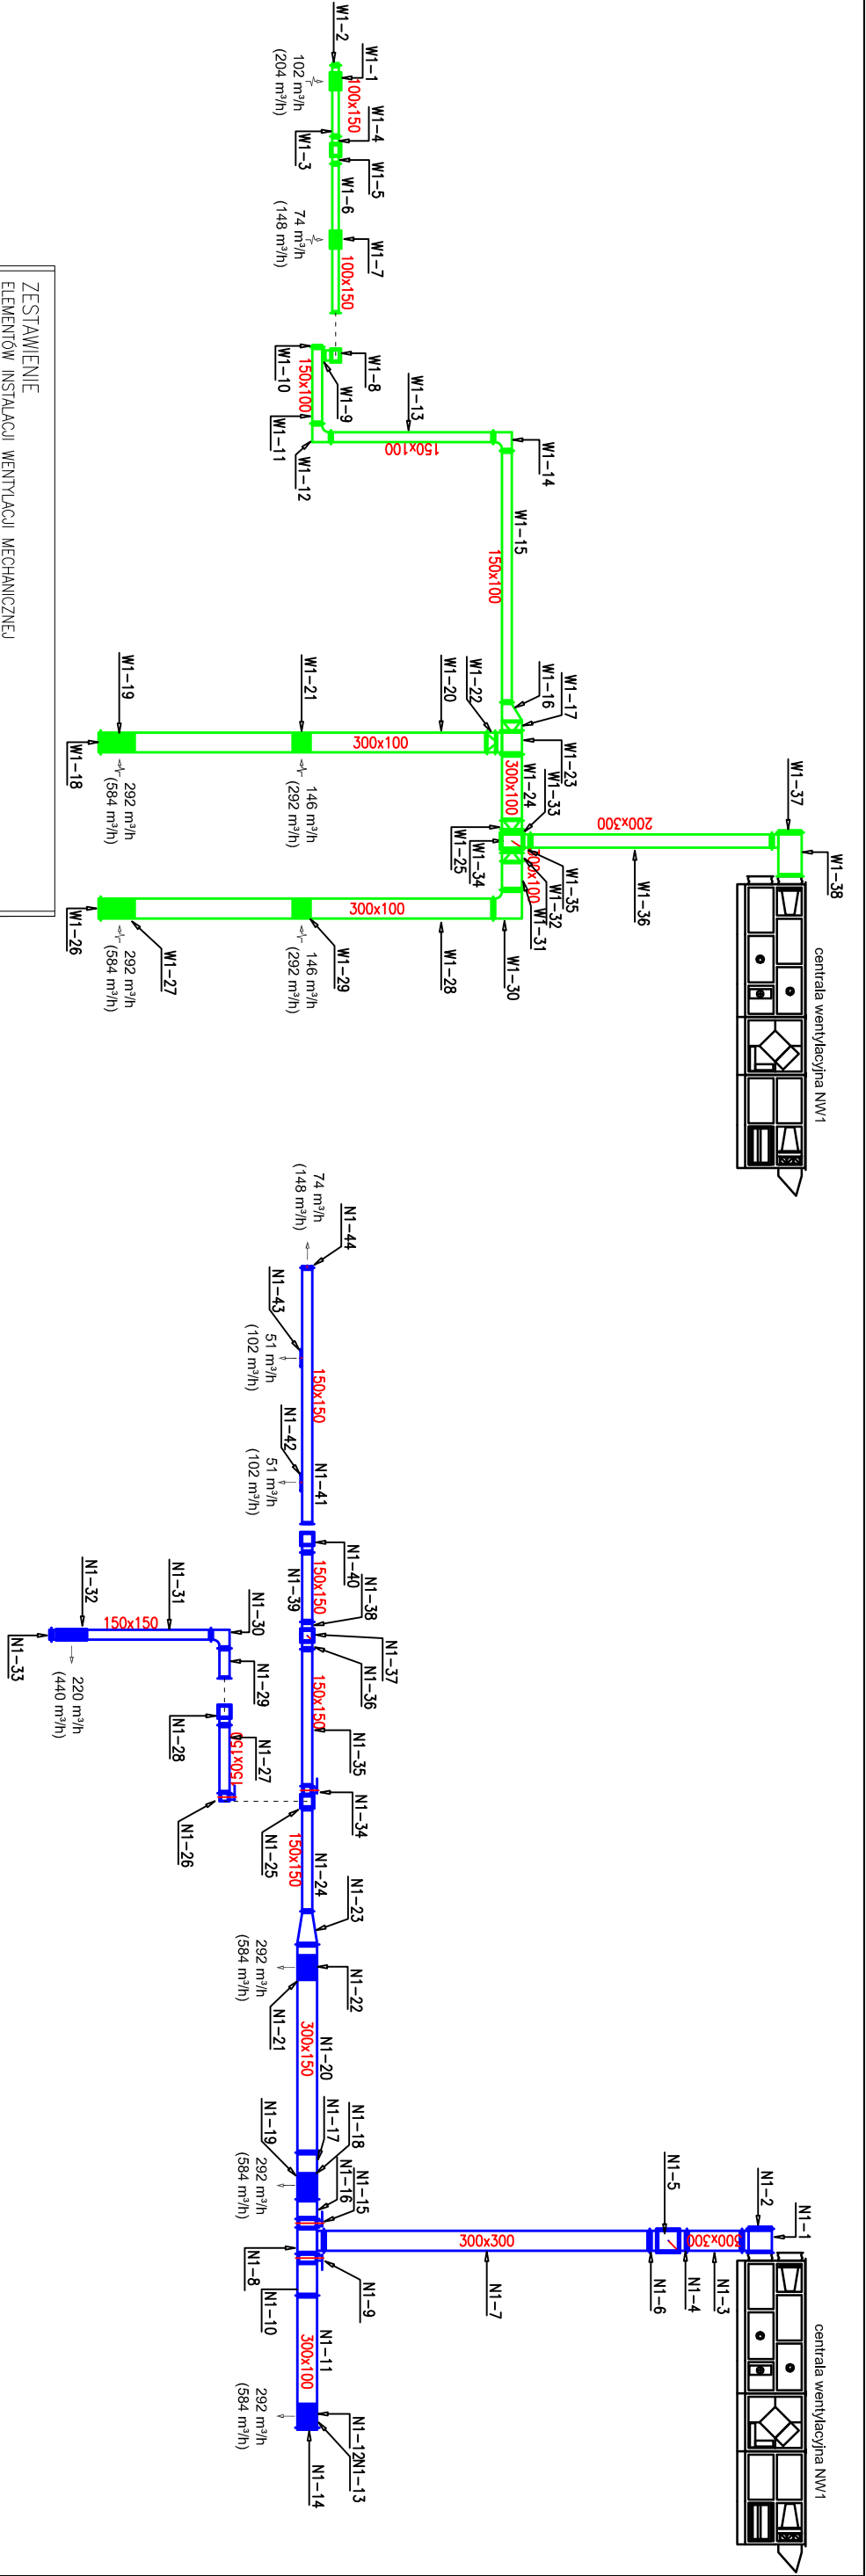 W1-2
W1-1
100x150
W1-4
W1-3
102 m³/h
(204 m³/h)
W1-5
W1-6
74 m³/h
(148 m³/h)
W1-7
100x150
W1-8
W1-9
W1-10
150x100
W1-11
W1-12
W1-13
150x100
W1-14
W1-15
150x100
W1-16
W1-17
W1-18
W1-19
292 m³/h
(584 m³/h)
W1-21
146 m³/h
(292 m³/h)
300x100
W1-20
W1-22
W1-23
W1-24
300x100
W1-33
W1-25
W1-34
W1-35
W1-32
W1-31
W1-30
200x300
W1-36
W1-37
W1-38
W1-26
W1-27
292 m³/h
(584 m³/h)
W1-29
146 m³/h
(292 m³/h)
300x100
W1-28
centrala wentylacyjna NW1
ZESTAWIENIE
ELEMENTÓW INSTALACJI WENTYLACJI MECHANICZNEJ
74 m³/h
(148 m³/h)
N1-44
N1-43
51 m³/h
(102 m³/h)
150x150
N1-42
51 m³/h
(102 m³/h)
N1-41
N1-40
150x150
N1-39
N1-38
N1-37
N1-36
150x150
N1-35
N1-34
N1-33
N1-32
220 m³/h
(440 m³/h)
150x150
N1-31
N1-30
N1-29
N1-28
N1-27
150x150
N1-26
N1-25
150x150
N1-24
N1-23
N1-22
292 m³/h
(584 m³/h)
N1-21
300x150
N1-20
N1-19
N1-18
N1-17
N1-16
N1-15
292 m³/h
(584 m³/h)
N1-8
N1-9
N1-10
N1-11
300x100
292 m³/h
(584 m³/h)
N1-12
N1-13
N1-14
300x300
N1-7
N1-6
N1-5
N1-4
N1-3
N1-2
N1-1
centrala wentylacyjna NW1